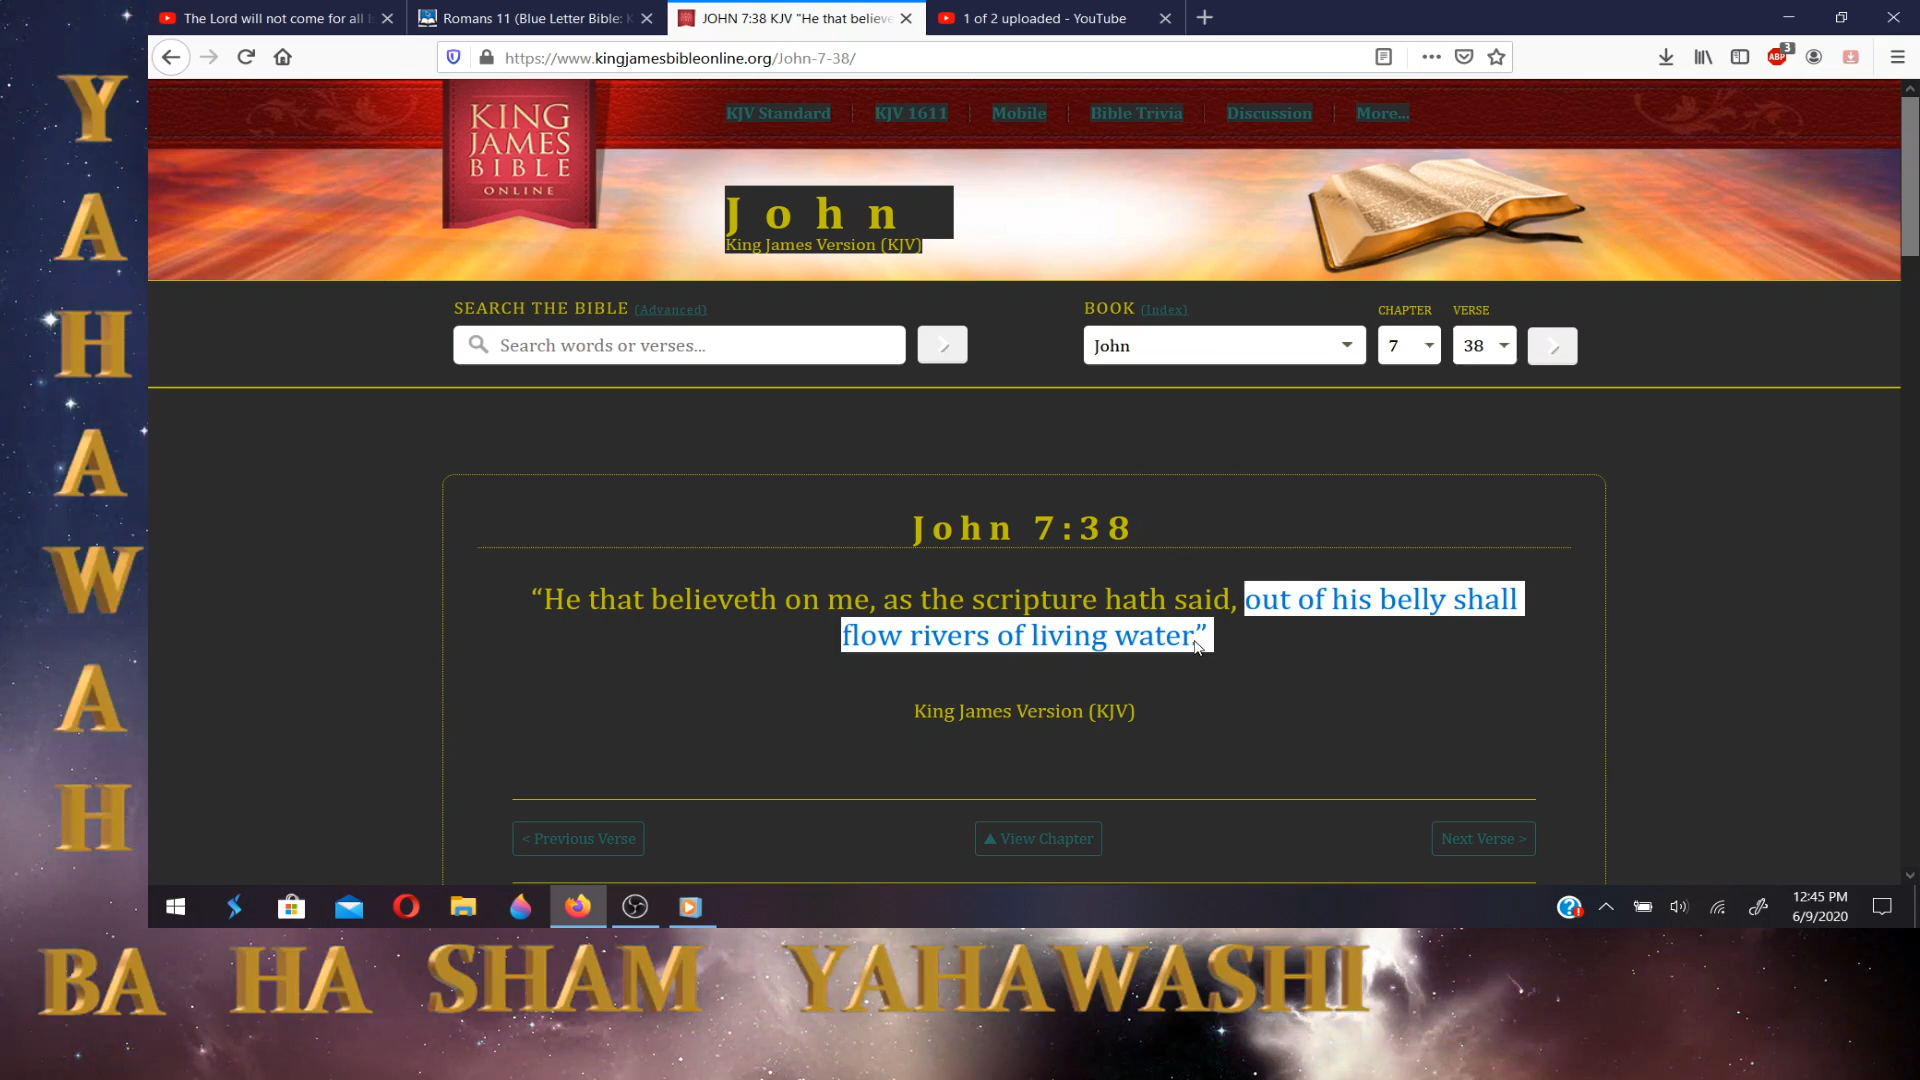 The Lord will not come for all I
Romans 11 (Blue Letter Bible: K
JOHN 7:38 KJV "He that believe
1 of 2 uploaded - YouTube
https://www.kingjamesbibleonline.org/John-7-38/
3
ABP
KING
JAMES
BIBLE
ONLINE
KJV Standard
KJV 1611
Mobile
Bible Trivia
Discussion
More...
John
King James Version (KJV)
SEARCH THE BIBLE (Advanced)
Search words or verses...
BOOK (Index)
CHAPTER
VERSE
John
7
38
John 7:38
“He that believeth on me, as the scripture hath said, out of his belly shall
flow rivers of living water.”
King James Version (KJV)
< Previous Verse
▲ View Chapter
Next Verse >
12:45 PM
6/9/2020
YAHAWAH
BA HA SHAM YAHAWASHI